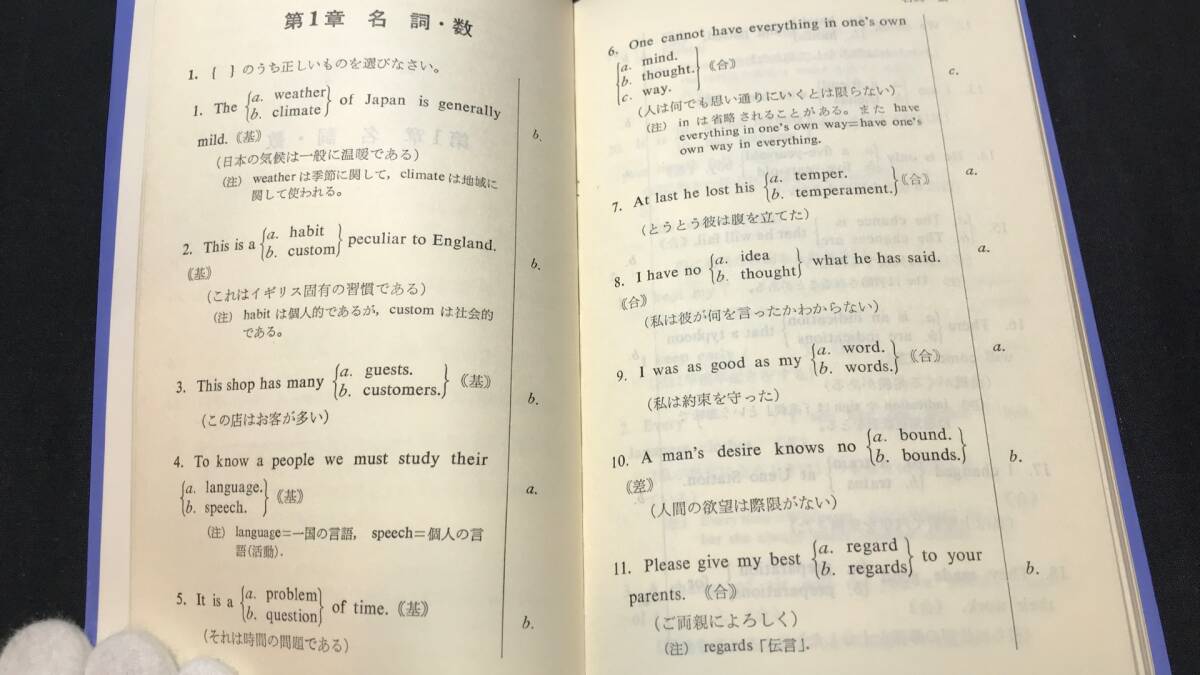 第1章 名 詞・数
1. { }のうち正しいものを選びなさい。
1. The {a. weather
b. climate} of Japan is generally
mild.《基》
b.
(日本の気候は一般に温暖である)
(注) weather は季節に関して, climate は地域に
関して使われる。
2. This is a {a. habit
b. custom} peculiar to England.
《基》
b.
(これはイギリス固有の習慣である)
(注) habit は個人的であるが, custom は社会的
である。
3. This shop has many {a. guests.
b. customers.}《基》
b.
(この店はお客が多い)
4. To know a people we must study their
{a. language.
b. speech.}《基》
a.
(注) language=一国の言語, speech=個人の言
語(活動).
5. It is a {a. problem
b. question} of time.《基》
b.
(それは時間の問題である)
6. One cannot have everything in one's own
{a. mind.
b. thought.
c. way.}《合》
c.
(人は何でも思い通りにいくとは限らない)
(注) in は省略されることがある。また have
everything in one's own way=have one's
own way in everything.
7. At last he lost his {a. temper.
b. temperament.}《合》
a.
(とうとう彼は腹を立てた)
8. I have no {a. idea
b. thought} what he has said.
《合》
a.
(私は彼が何を言ったかわからない)
9. I was as good as my {a. word.
b. words.}《合》
a.
(私は約束を守った)
10. A man's desire knows no {a. bound.
b. bounds.}
《差》
b.
(人間の欲望は際限がない)
11. Please give my best {a. regard
b. regards} to your
parents. 《合》
b.
(ご両親によろしく)
(注) regards「伝言」.